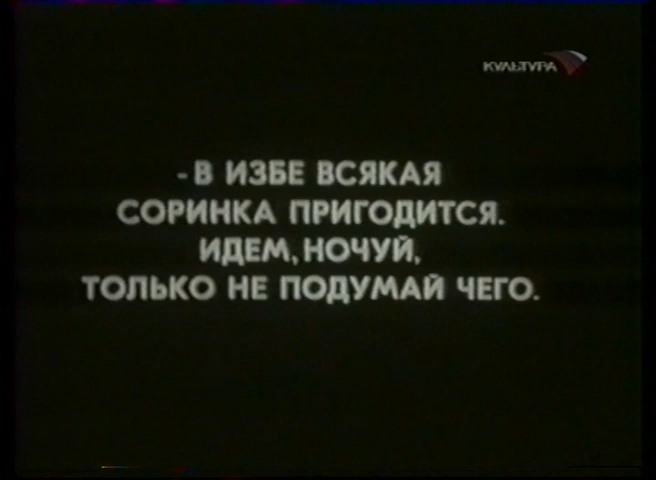 КУЛЬТУРА
- В ИЗБЕ ВСЯКАЯ
СОРИНКА ПРИГОДИТСЯ.
ИДЕМ, НОЧУЙ,
ТОЛЬКО НЕ ПОДУМАЙ ЧЕГО.